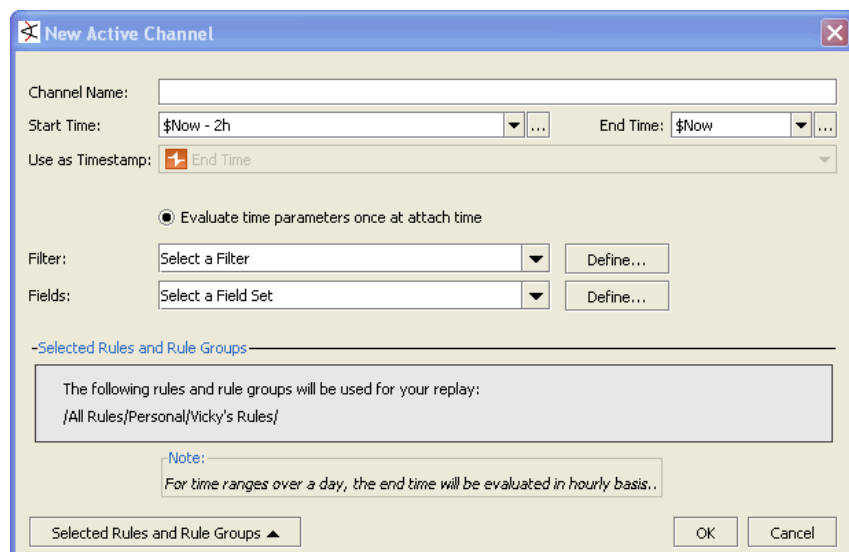 New Active Channel
Channel Name:
Start Time: $Now - 2h ... End Time: $Now ...
Use as Timestamp: End Time
Evaluate time parameters once at attach time
Filter: Select a Filter Define...
Fields: Select a Field Set Define...
Selected Rules and Rule Groups
The following rules and rule groups will be used for your replay:
/All Rules/Personal/Vicky's Rules/
Note:
For time ranges over a day, the end time will be evaluated in hourly basis..
Selected Rules and Rule Groups OK Cancel